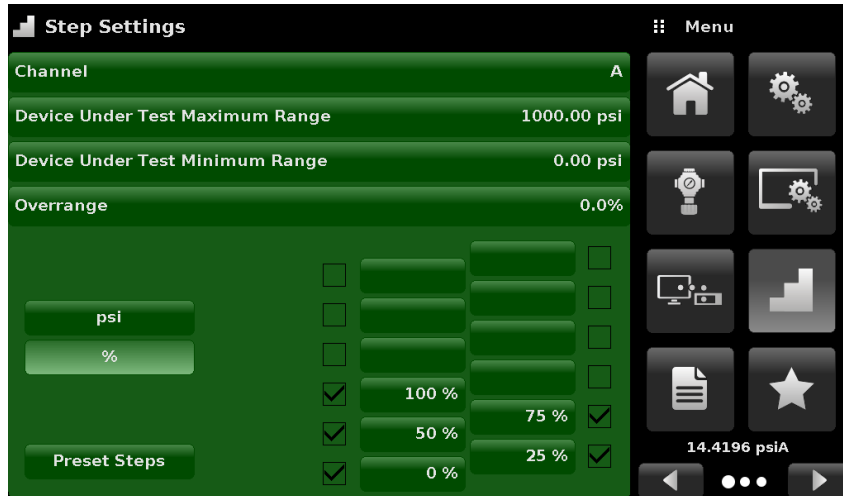 Step Settings
Menu
Channel A
Device Under Test Maximum Range 1000.00 psi
Device Under Test Minimum Range 0.00 psi
Overrange 0.0%
psi
%
100 %
75 %
50 %
25 %
0 %
Preset Steps
14.4196 psiA